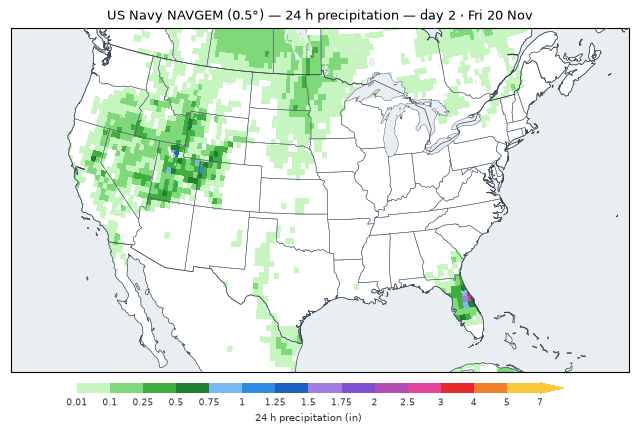 US Navy NAVGEM (0.5°) — 24 h precipitation — day 2 · Fri 20 Nov
0.01 0.1 0.25 0.5 0.75 1 1.25 1.5 1.75 2 2.5 3 4 5 7
24 h precipitation (in)